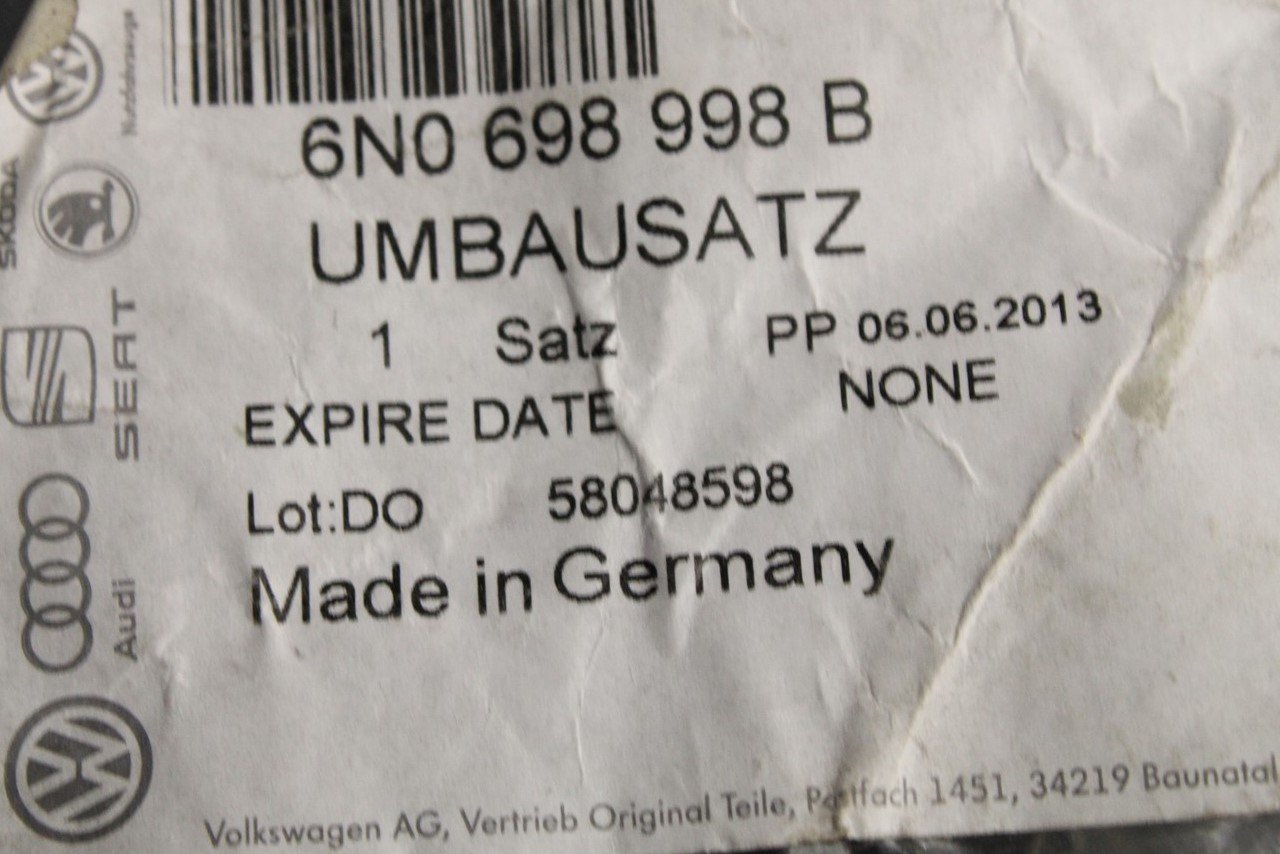 6N0 698 998 B
UMBAUSATZ
1 Satz PP 06.06.2013
EXPIRE DATE NONE
Lot:DO 58048598
Made in Germany
Volkswagen AG, Vertrieb Original Teile, Postfach 1451, 34219 Baunatal
Nutzfahrzeuge
ŠKODA
SEAT
Audi